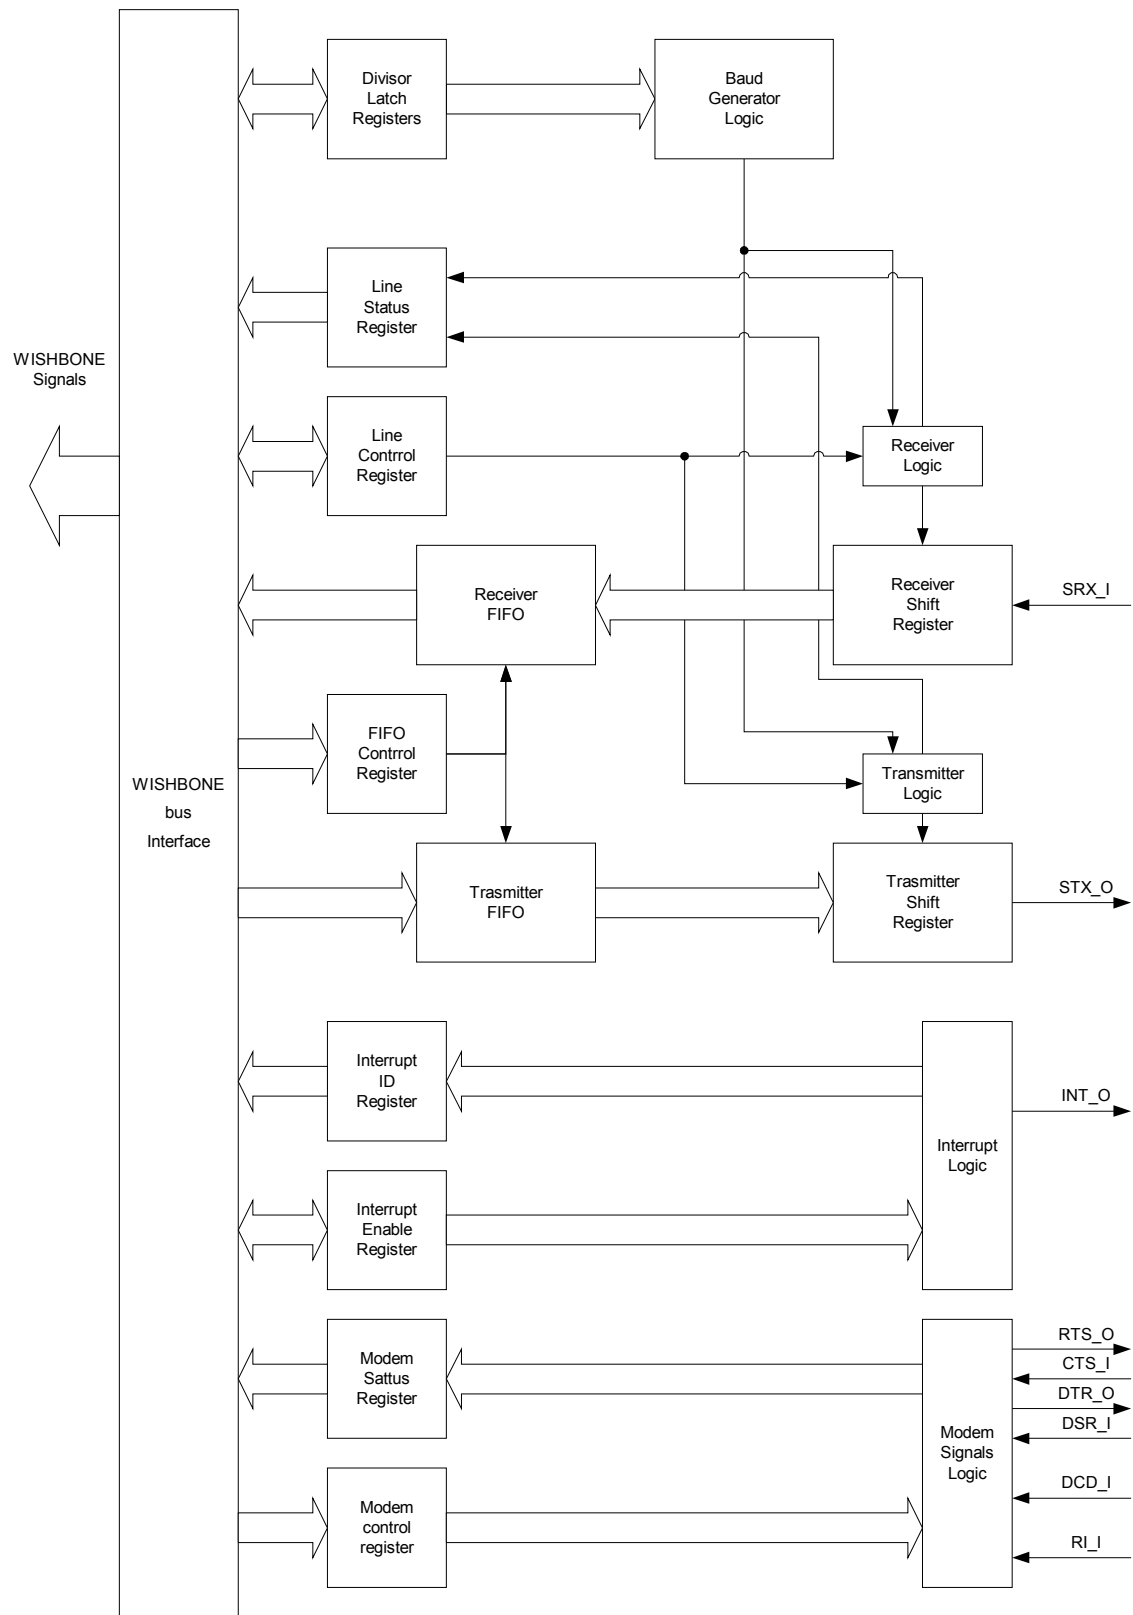 Divisor
Latch
Registers
Baud
Generator
Logic
Line
Status
Register
WISHBONE
Signals
Line
Contrrol
Register
Receiver
Logic
Receiver
FIFO
Receiver
Shift
Register
SRX_I
FIFO
Contrrol
Register
WISHBONE
bus
Interface
Transmitter
Logic
Trasmitter
FIFO
Trasmitter
Shift
Register
STX_O
Interrupt
ID
Register
INT_O
Interrupt
Logic
Interrupt
Enable
Register
Modem
Sattus
Register
RTS_O
CTS_I
DTR_O
DSR_I
Modem
Signals
Logic
DCD_I
RI_I
Modem
control
register